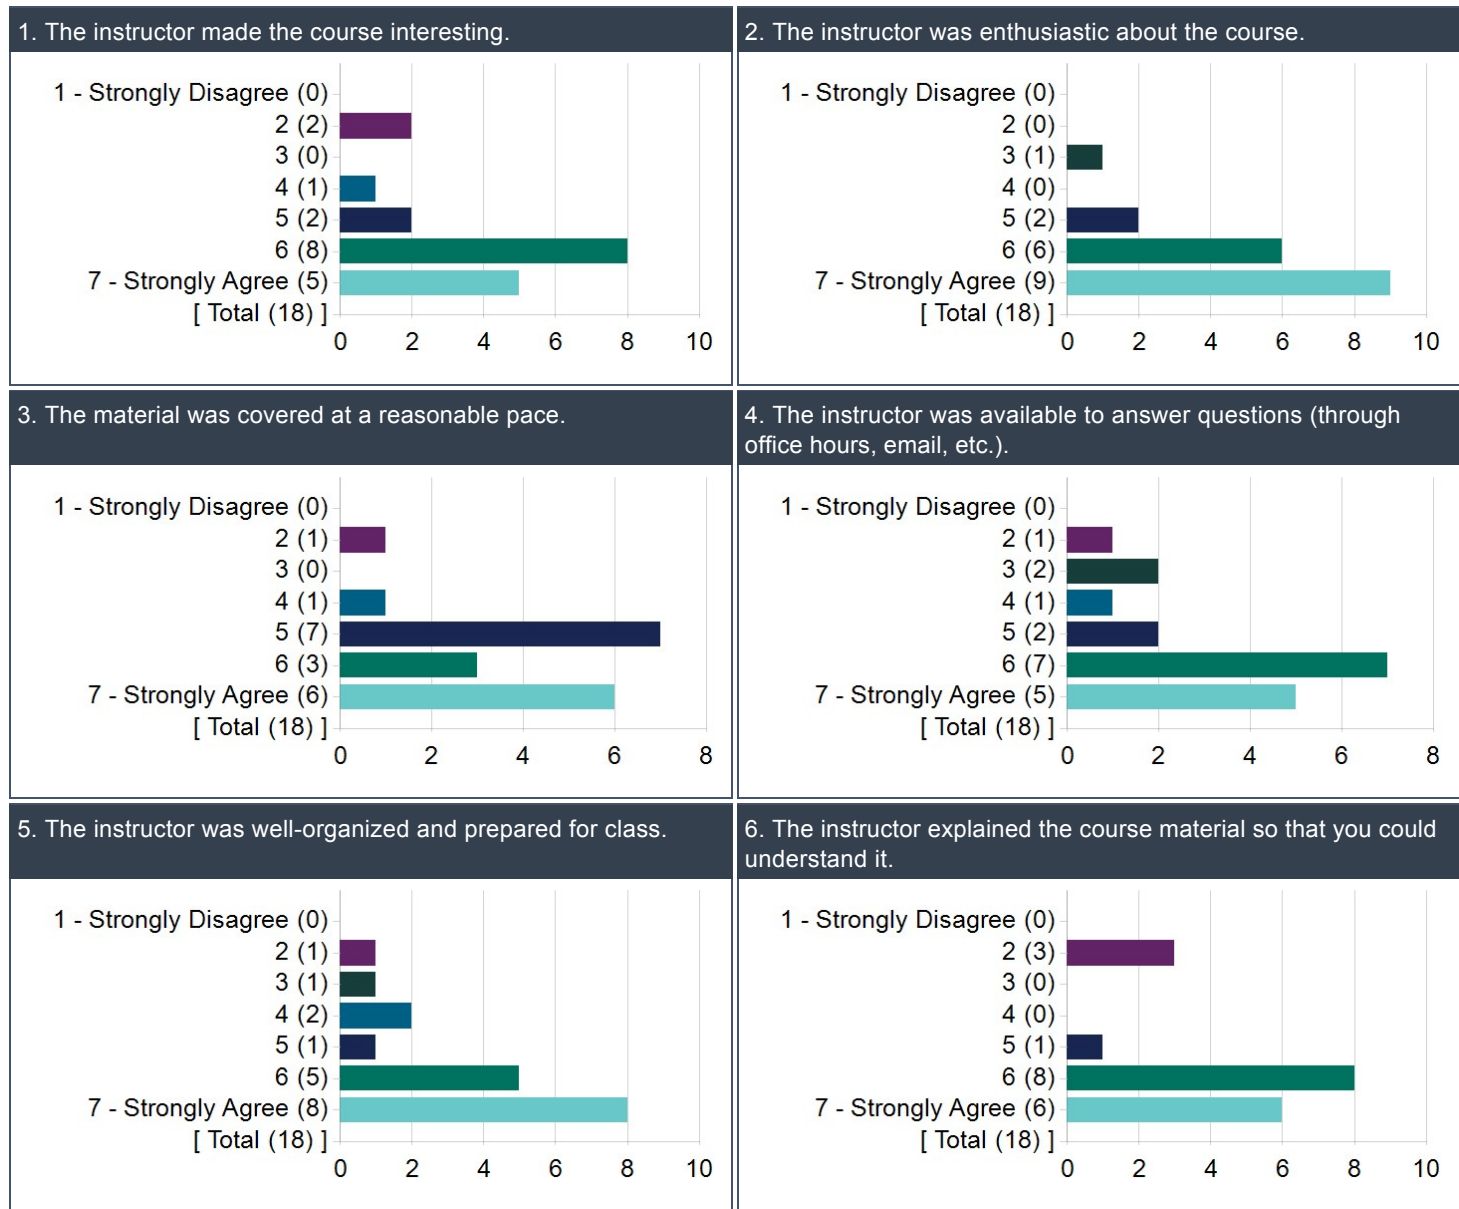 1. The instructor made the course interesting.
1 - Strongly Disagree (0)
2 (2)
3 (0)
4 (1)
5 (2)
6 (8)
7 - Strongly Agree (5)
[ Total (18) ]
0 2 4 6 8 10
2. The instructor was enthusiastic about the course.
1 - Strongly Disagree (0)
2 (0)
3 (1)
4 (0)
5 (2)
6 (6)
7 - Strongly Agree (9)
[ Total (18) ]
0 2 4 6 8 10
3. The material was covered at a reasonable pace.
1 - Strongly Disagree (0)
2 (1)
3 (0)
4 (1)
5 (7)
6 (3)
7 - Strongly Agree (6)
[ Total (18) ]
0 2 4 6 8
4. The instructor was available to answer questions (through
office hours, email, etc.).
1 - Strongly Disagree (0)
2 (1)
3 (2)
4 (1)
5 (2)
6 (7)
7 - Strongly Agree (5)
[ Total (18) ]
0 2 4 6 8
5. The instructor was well-organized and prepared for class.
1 - Strongly Disagree (0)
2 (1)
3 (1)
4 (2)
5 (1)
6 (5)
7 - Strongly Agree (8)
[ Total (18) ]
0 2 4 6 8 10
6. The instructor explained the course material so that you could
understand it.
1 - Strongly Disagree (0)
2 (3)
3 (0)
4 (0)
5 (1)
6 (8)
7 - Strongly Agree (6)
[ Total (18) ]
0 2 4 6 8 10